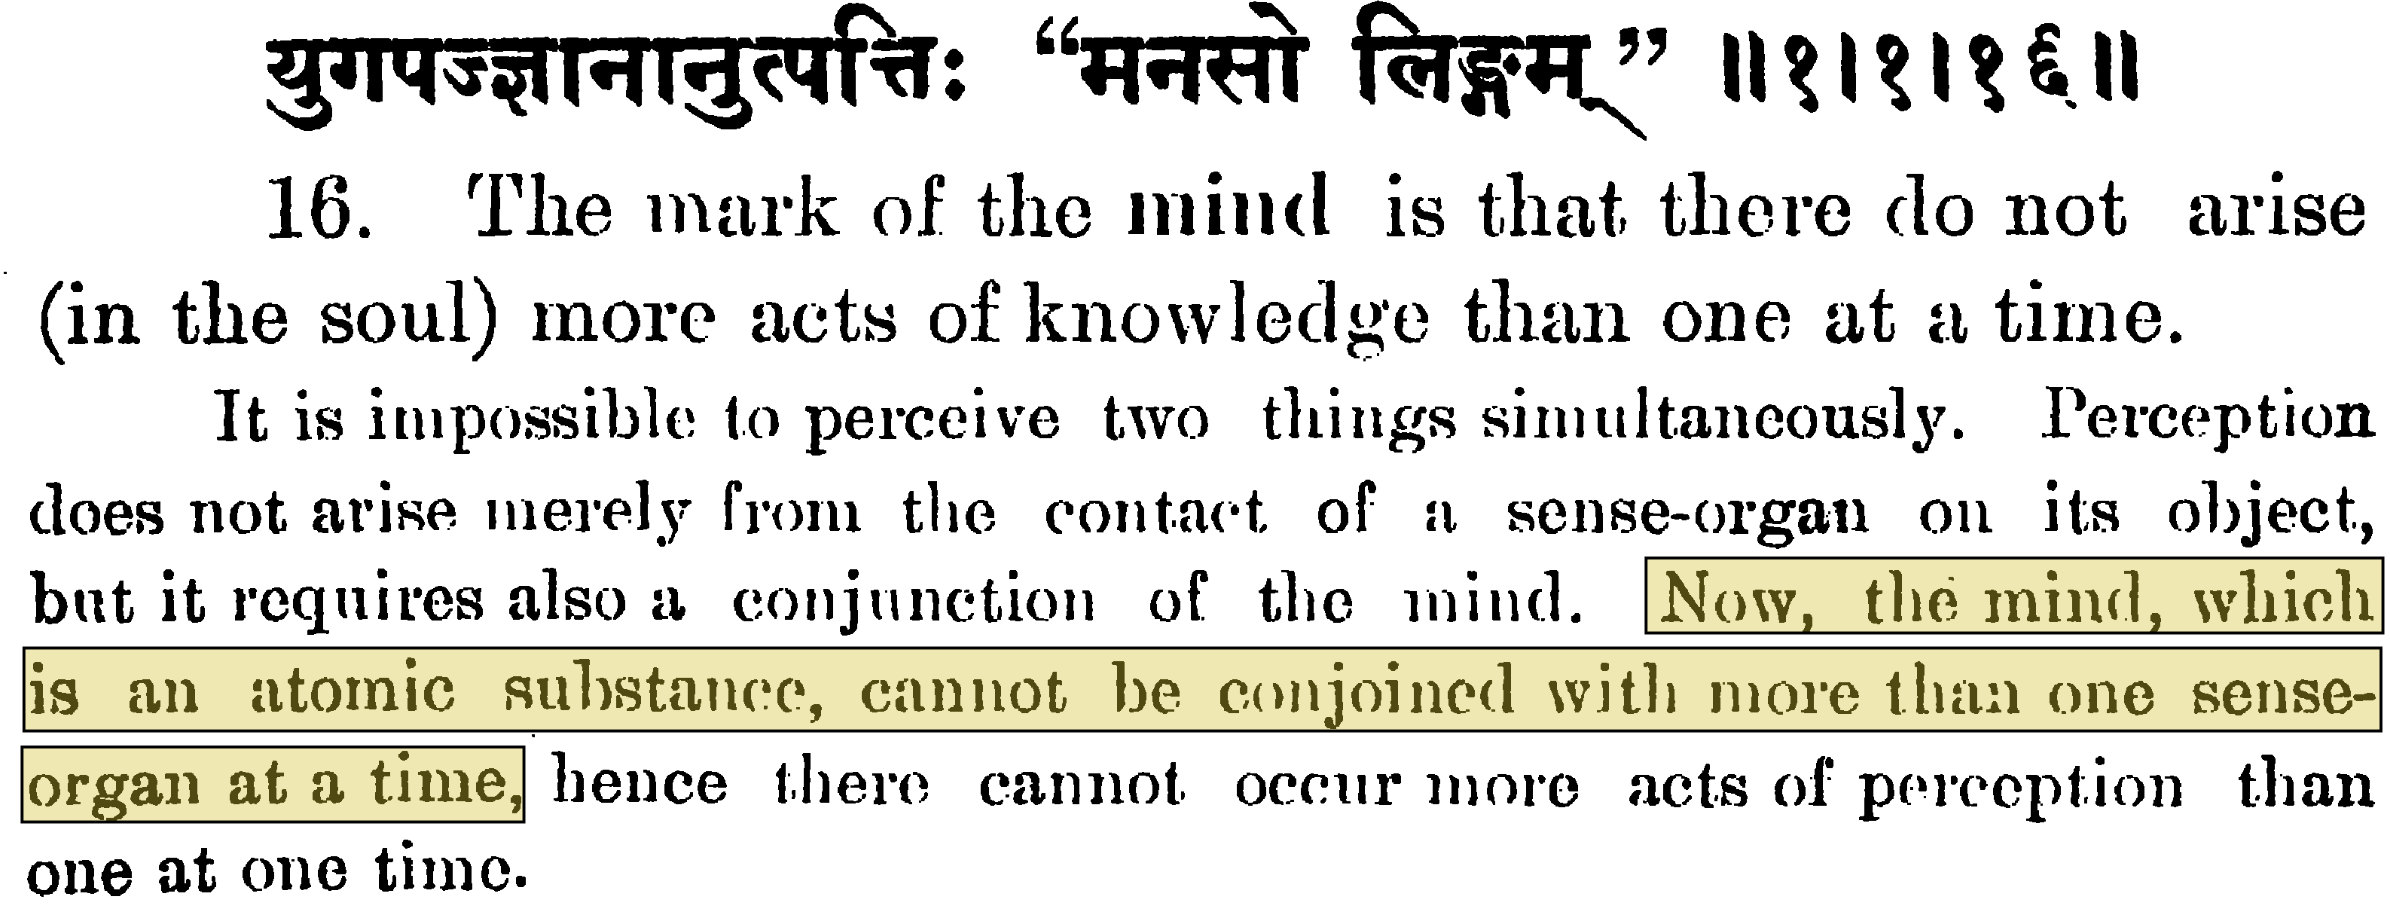 युगपज्ज्ञानानुत्पत्तिः “मनसो लिङ्गम्” ॥१।१।१६॥
16. The mark of the mind is that there do not arise
(in the soul) more acts of knowledge than one at a time.
It is impossible to perceive two things simultaneously. Perception
does not arise merely from the contact of a sense-organ on its object,
but it requires also a conjunction of the mind. Now, the mind, which
is an atomic substance, cannot be conjoined with more than one sense-
organ at a time, hence there cannot occur more acts of perception than
one at one time.